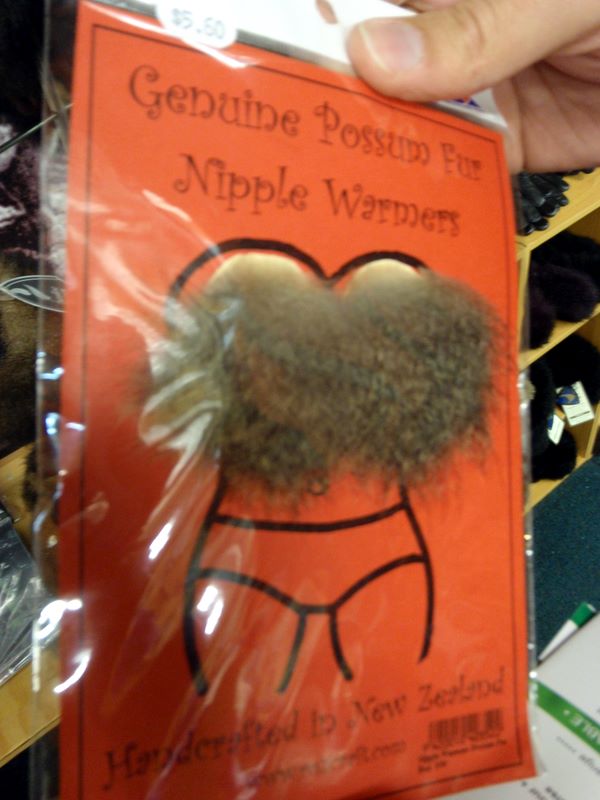 $5.60
Genuine Possum Fur
Nipple Warmers
Handcrafted in New Zealand